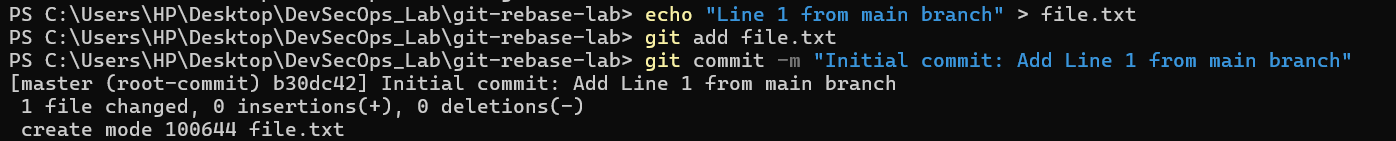 PS C:\Users\HP\Desktop\DevSecOps_Lab\git-rebase-lab> echo "Line 1 from main branch" > file.txt
PS C:\Users\HP\Desktop\DevSecOps_Lab\git-rebase-lab> git add file.txt
PS C:\Users\HP\Desktop\DevSecOps_Lab\git-rebase-lab> git commit -m "Initial commit: Add Line 1 from main branch"
[master (root-commit) b30dc42] Initial commit: Add Line 1 from main branch
 1 file changed, 0 insertions(+), 0 deletions(-)
 create mode 100644 file.txt